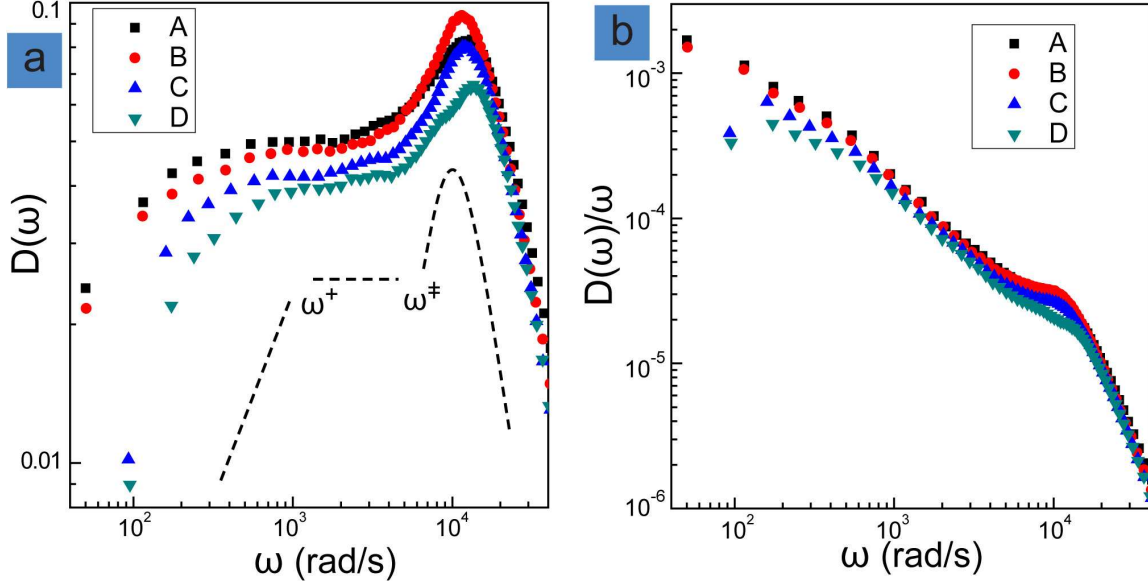 a
0.1
0.01
D(ω)
A
B
C
D
ω⁺
ω‡
10²
10³
10⁴
ω (rad/s)
b
10⁻³
10⁻⁴
10⁻⁵
10⁻⁶
D(ω)/ω
A
B
C
D
10²
10³
10⁴
ω (rad/s)